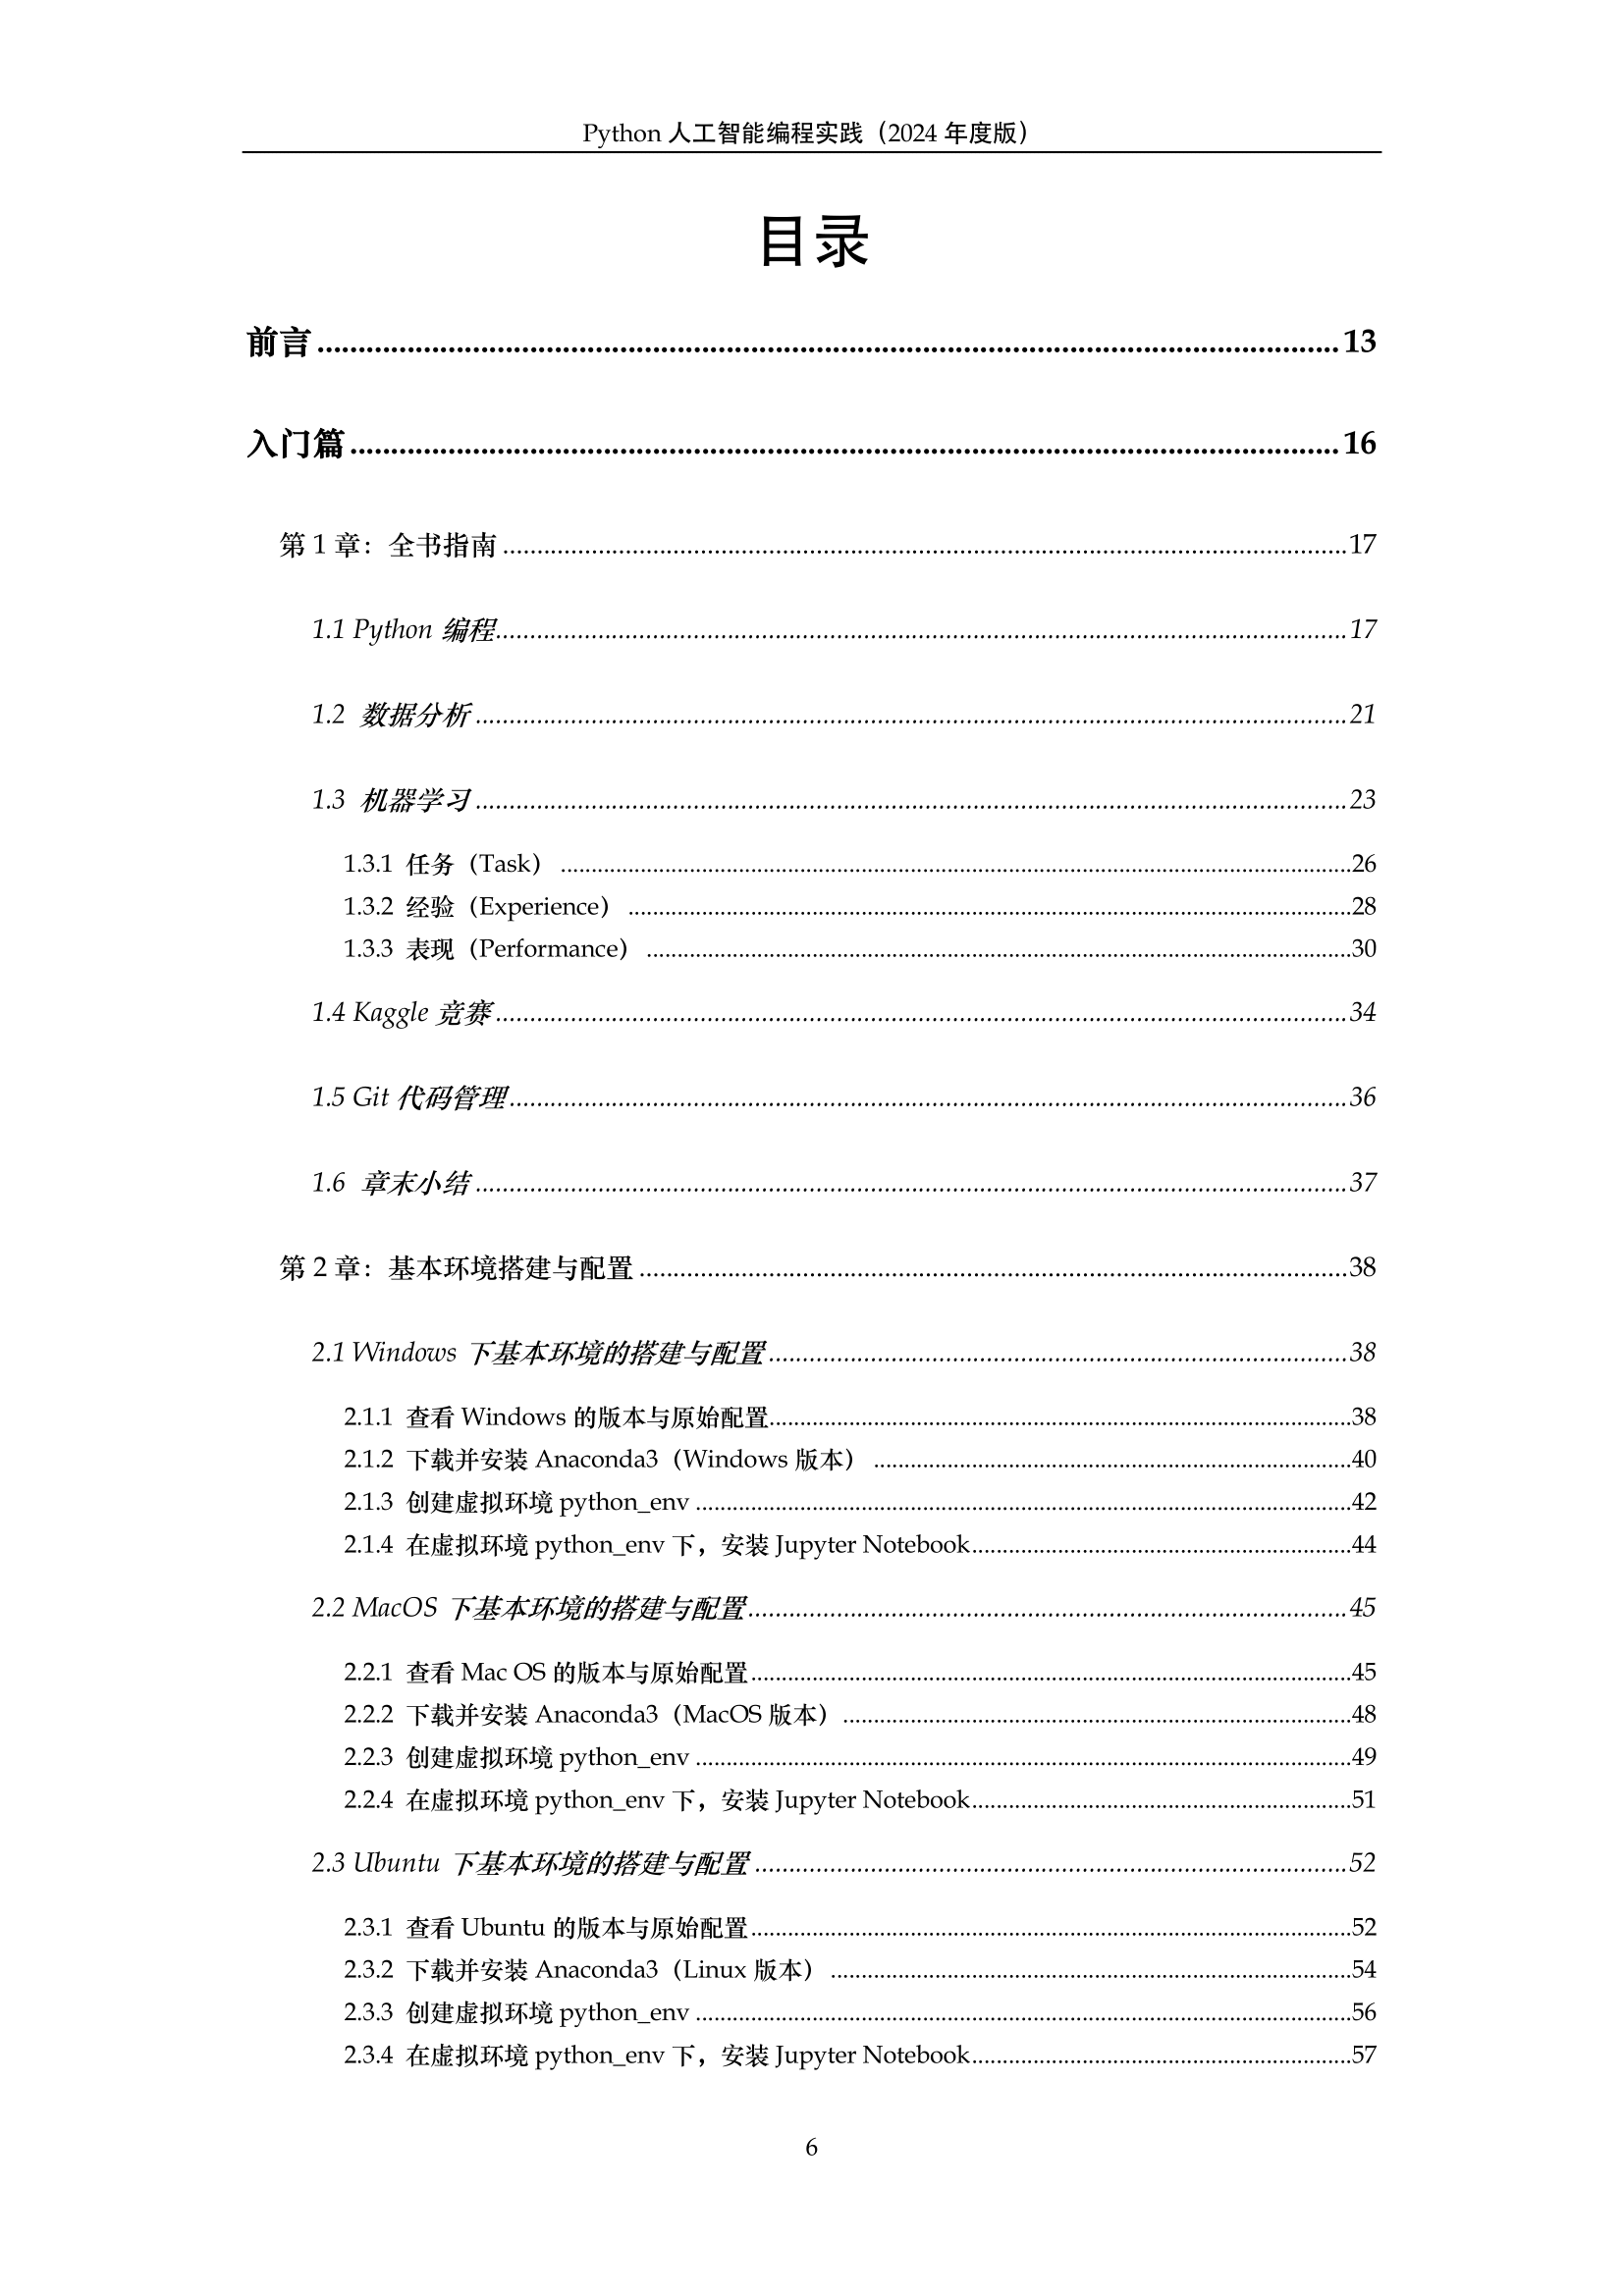 Python 人工智能编程实践（2024 年度版）
目录
前言 13
入门篇 16
第 1 章：全书指南 17
1.1 Python 编程 17
1.2 数据分析 21
1.3 机器学习 23
1.3.1 任务（Task） 26
1.3.2 经验（Experience） 28
1.3.3 表现（Performance） 30
1.4 Kaggle 竞赛 34
1.5 Git 代码管理 36
1.6 章末小结 37
第 2 章：基本环境搭建与配置 38
2.1 Windows 下基本环境的搭建与配置 38
2.1.1 查看 Windows 的版本与原始配置 38
2.1.2 下载并安装 Anaconda3（Windows 版本） 40
2.1.3 创建虚拟环境 python_env 42
2.1.4 在虚拟环境 python_env 下，安装 Jupyter Notebook 44
2.2 MacOS 下基本环境的搭建与配置 45
2.2.1 查看 Mac OS 的版本与原始配置 45
2.2.2 下载并安装 Anaconda3（MacOS 版本） 48
2.2.3 创建虚拟环境 python_env 49
2.2.4 在虚拟环境 python_env 下，安装 Jupyter Notebook 51
2.3 Ubuntu 下基本环境的搭建与配置 52
2.3.1 查看 Ubuntu 的版本与原始配置 52
2.3.2 下载并安装 Anaconda3（Linux 版本） 54
2.3.3 创建虚拟环境 python_env 56
2.3.4 在虚拟环境 python_env 下，安装 Jupyter Notebook 57
6